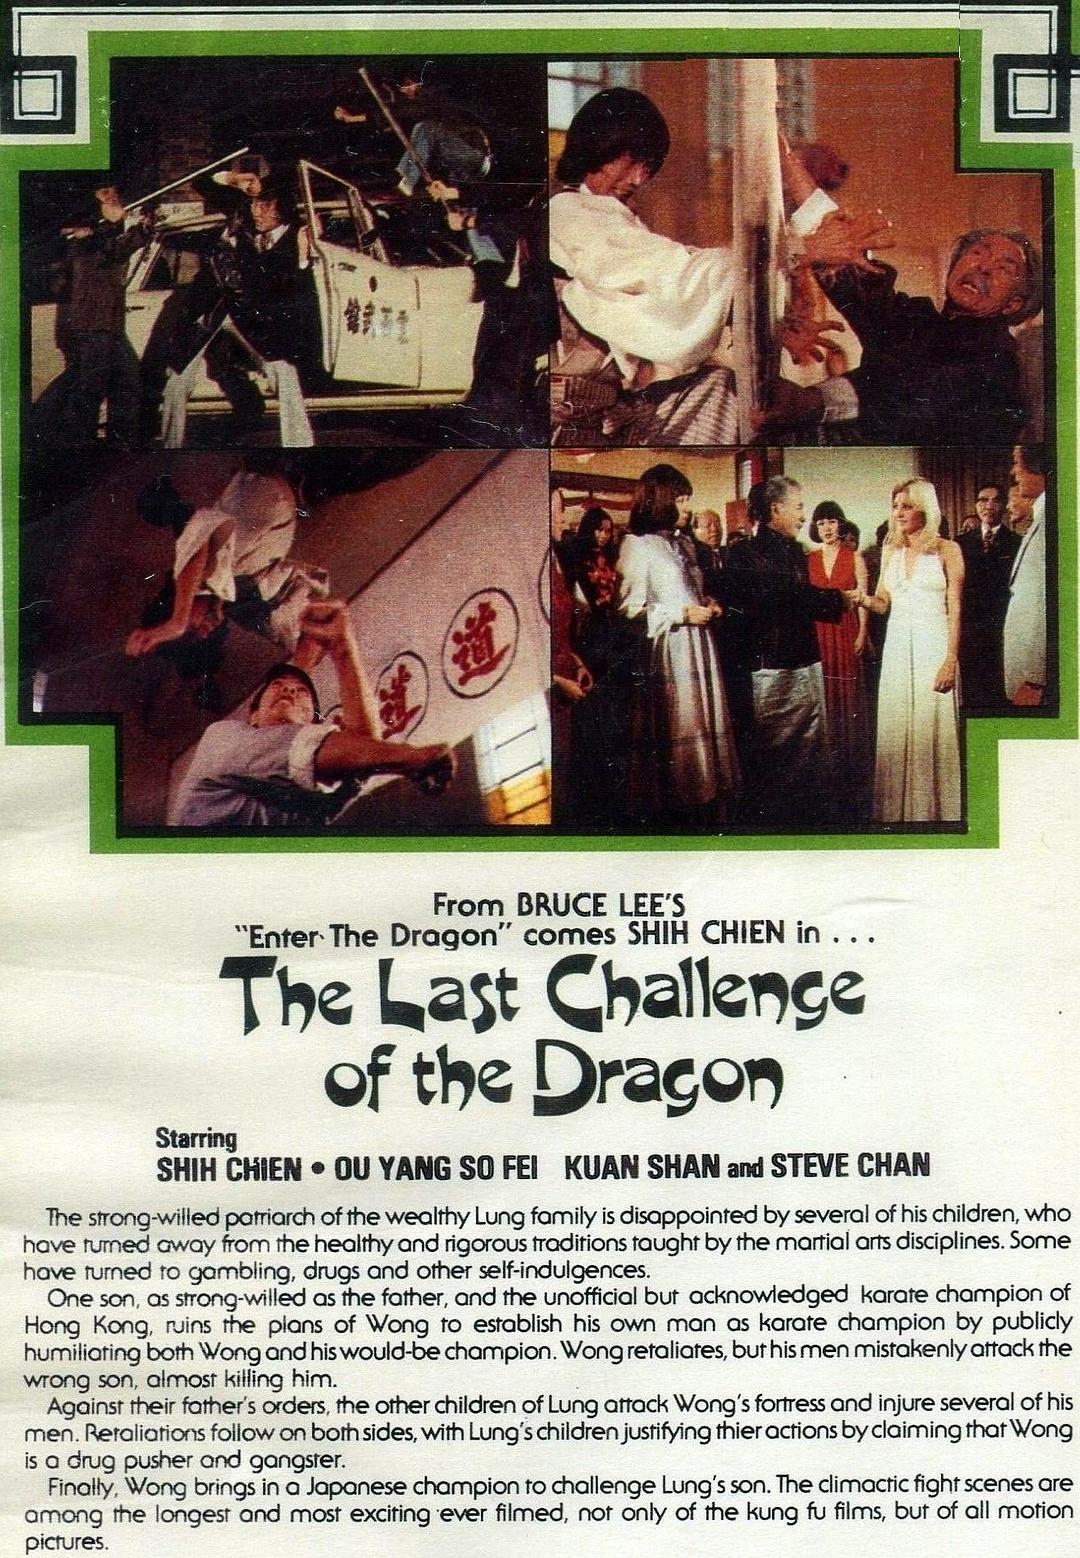 道
道
From BRUCE LEE'S
"Enter The Dragon" comes SHIH CHIEN in . . .
The Last Challenge
of the Dragon
Starring
SHIH CHIEN • OU YANG SO FEI KUAN SHAN and STEVE CHAN
The strong-willed patriarch of the wealthy Lung family is disappointed by several of his children, who
have turned away from the healthy and rigorous traditions taught by the martial arts disciplines. Some
have turned to gambling, drugs and other self-indulgences.
One son, as strong-willed as the father, and the unofficial but acknowledged karate champion of
Hong Kong, ruins the plans of Wong to establish his own man as karate champion by publicly
humiliating both Wong and his would-be champion. Wong retaliates, but his men mistakenly attack the
wrong son, almost killing him.
Against their father's orders, the other children of Lung attack Wong's fortress and injure several of his
men. Retaliations follow on both sides, with Lung's children justifying thier actions by claiming that Wong
is a drug pusher and gangster.
Finally, Wong brings in a Japanese champion to challenge Lung's son. The climactic fight scenes are
among the longest and most exciting ever filmed, not only of the kung fu films, but of all motion
pictures.